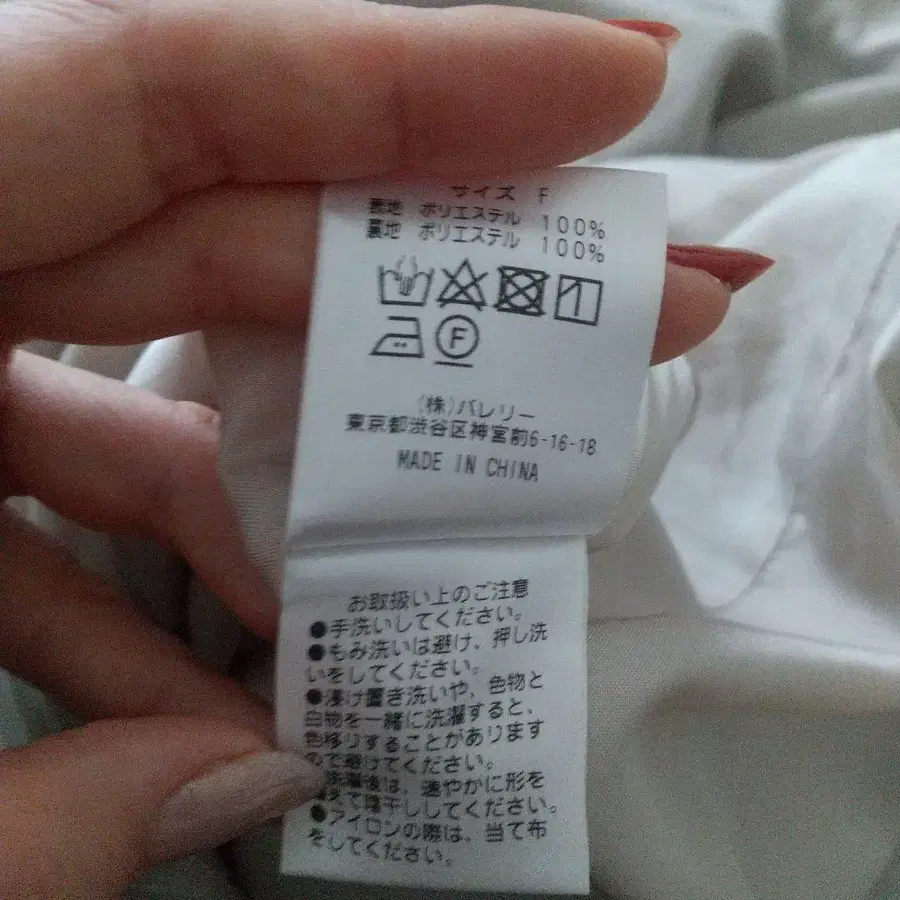 サイズ F
表地 ポリエステル 100%
裏地 ポリエステル 100%
F
(株)バレリー
東京都渋谷区神宮前6-16-18
MADE IN CHINA
お取扱い上のご注意
●手洗いしてください。
●もみ洗いは避け、押し洗
いをしてください。
●浸け置き洗いや、色物と
白物を一緒に洗濯すると、
色移りすることがあります
ので避けてください。
洗濯後は、速やかに形を
えて陰干ししてください。
●アイロンの際は、当て布
をしてください。